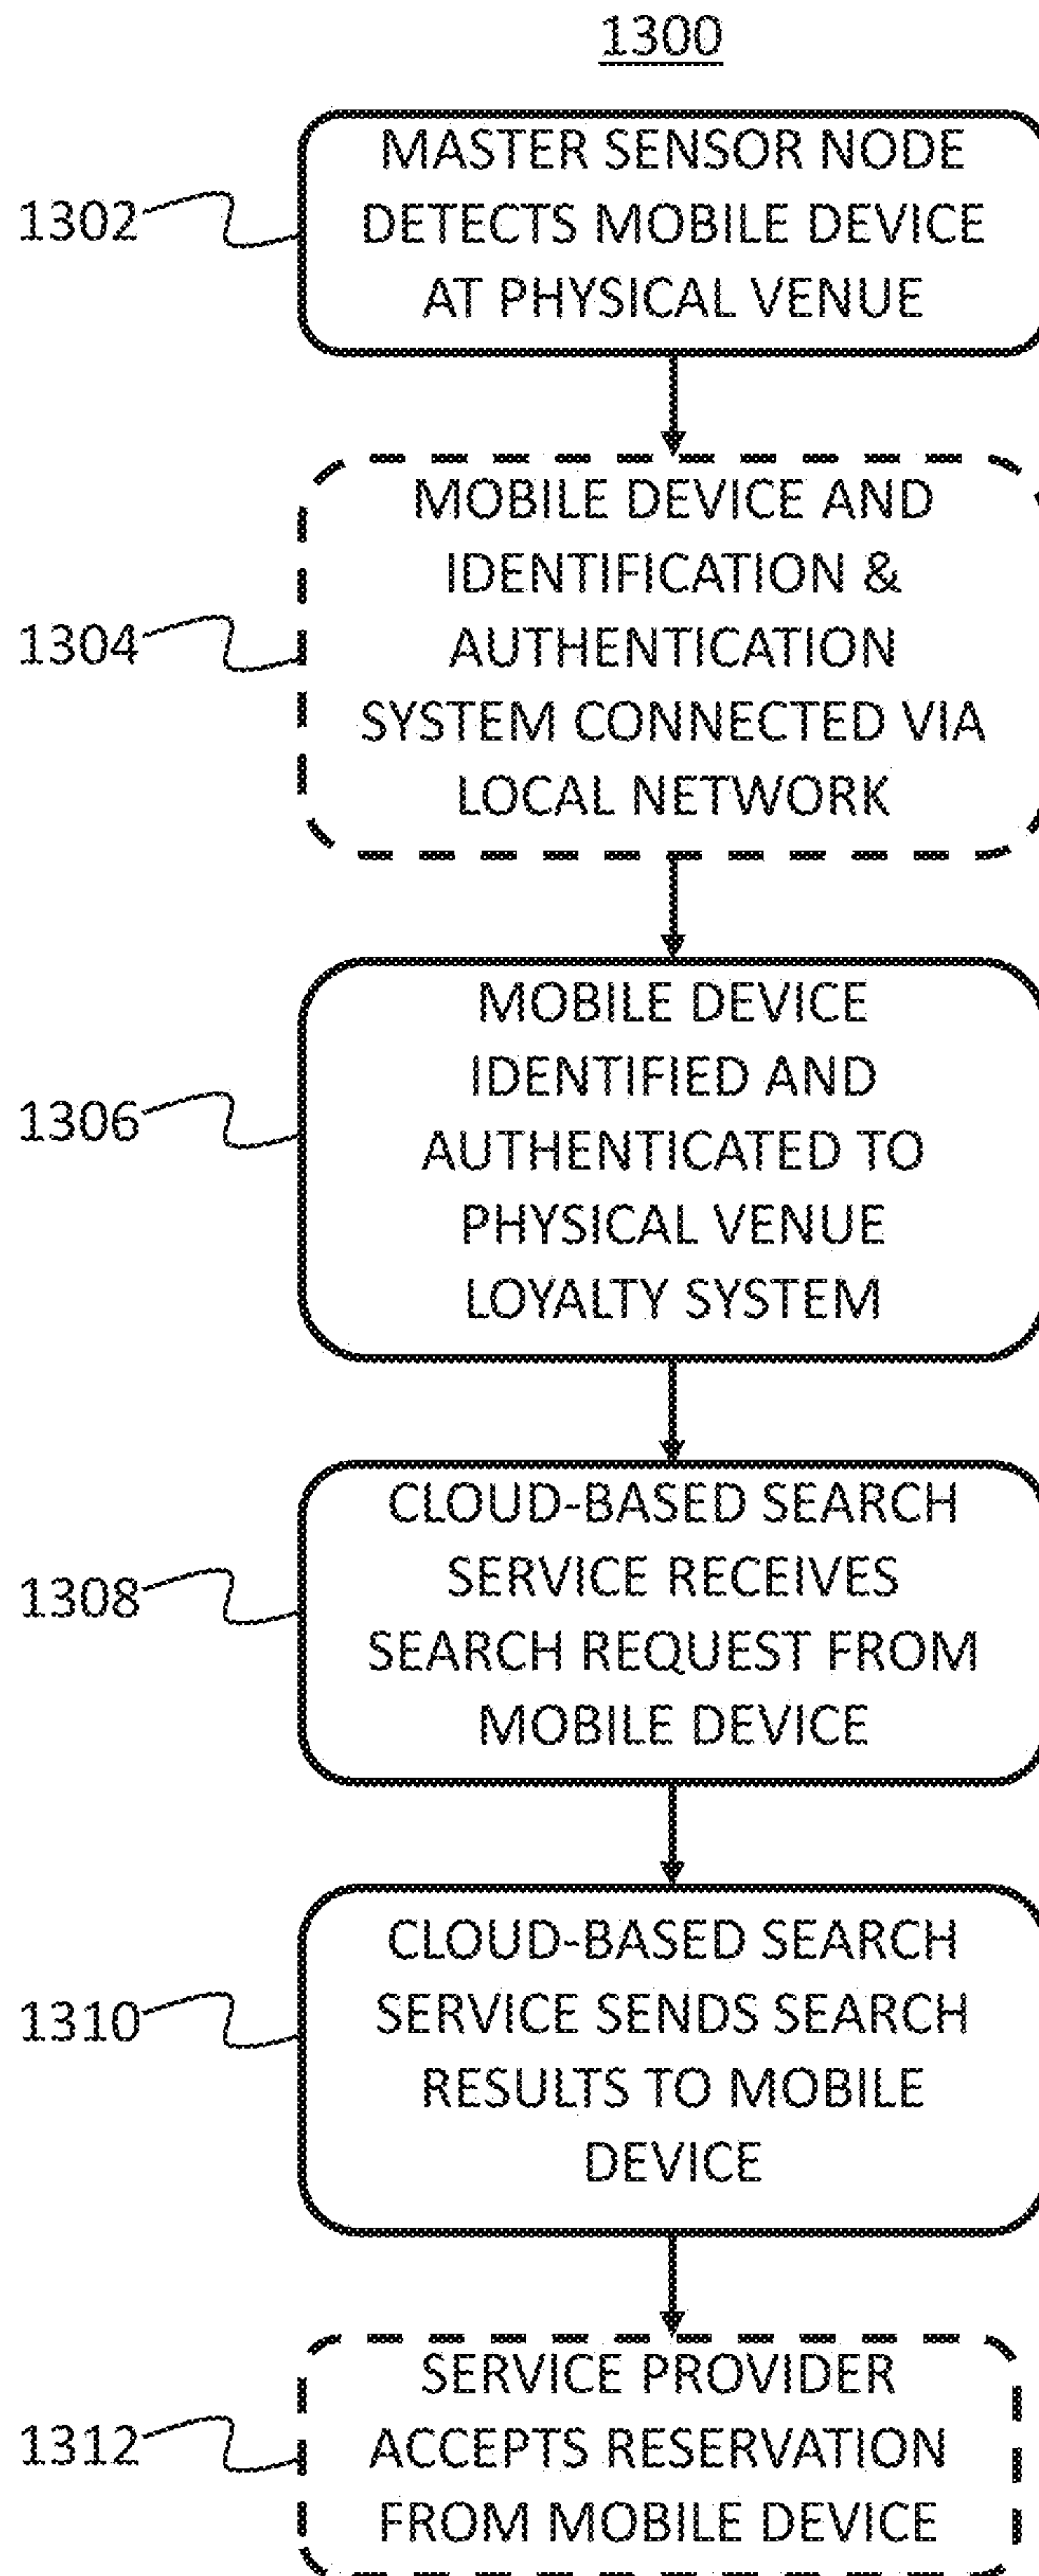 1300
1302
MASTER SENSOR NODE
DETECTS MOBILE DEVICE
AT PHYSICAL VENUE
1304
MOBILE DEVICE AND
IDENTIFICATION &
AUTHENTICATION
SYSTEM CONNECTED VIA
LOCAL NETWORK
1306
MOBILE DEVICE
IDENTIFIED AND
AUTHENTICATED TO
PHYSICAL VENUE
LOYALTY SYSTEM
1308
CLOUD-BASED SEARCH
SERVICE RECEIVES
SEARCH REQUEST FROM
MOBILE DEVICE
1310
CLOUD-BASED SEARCH
SERVICE SENDS SEARCH
RESULTS TO MOBILE
DEVICE
1312
SERVICE PROVIDER
ACCEPTS RESERVATION
FROM MOBILE DEVICE